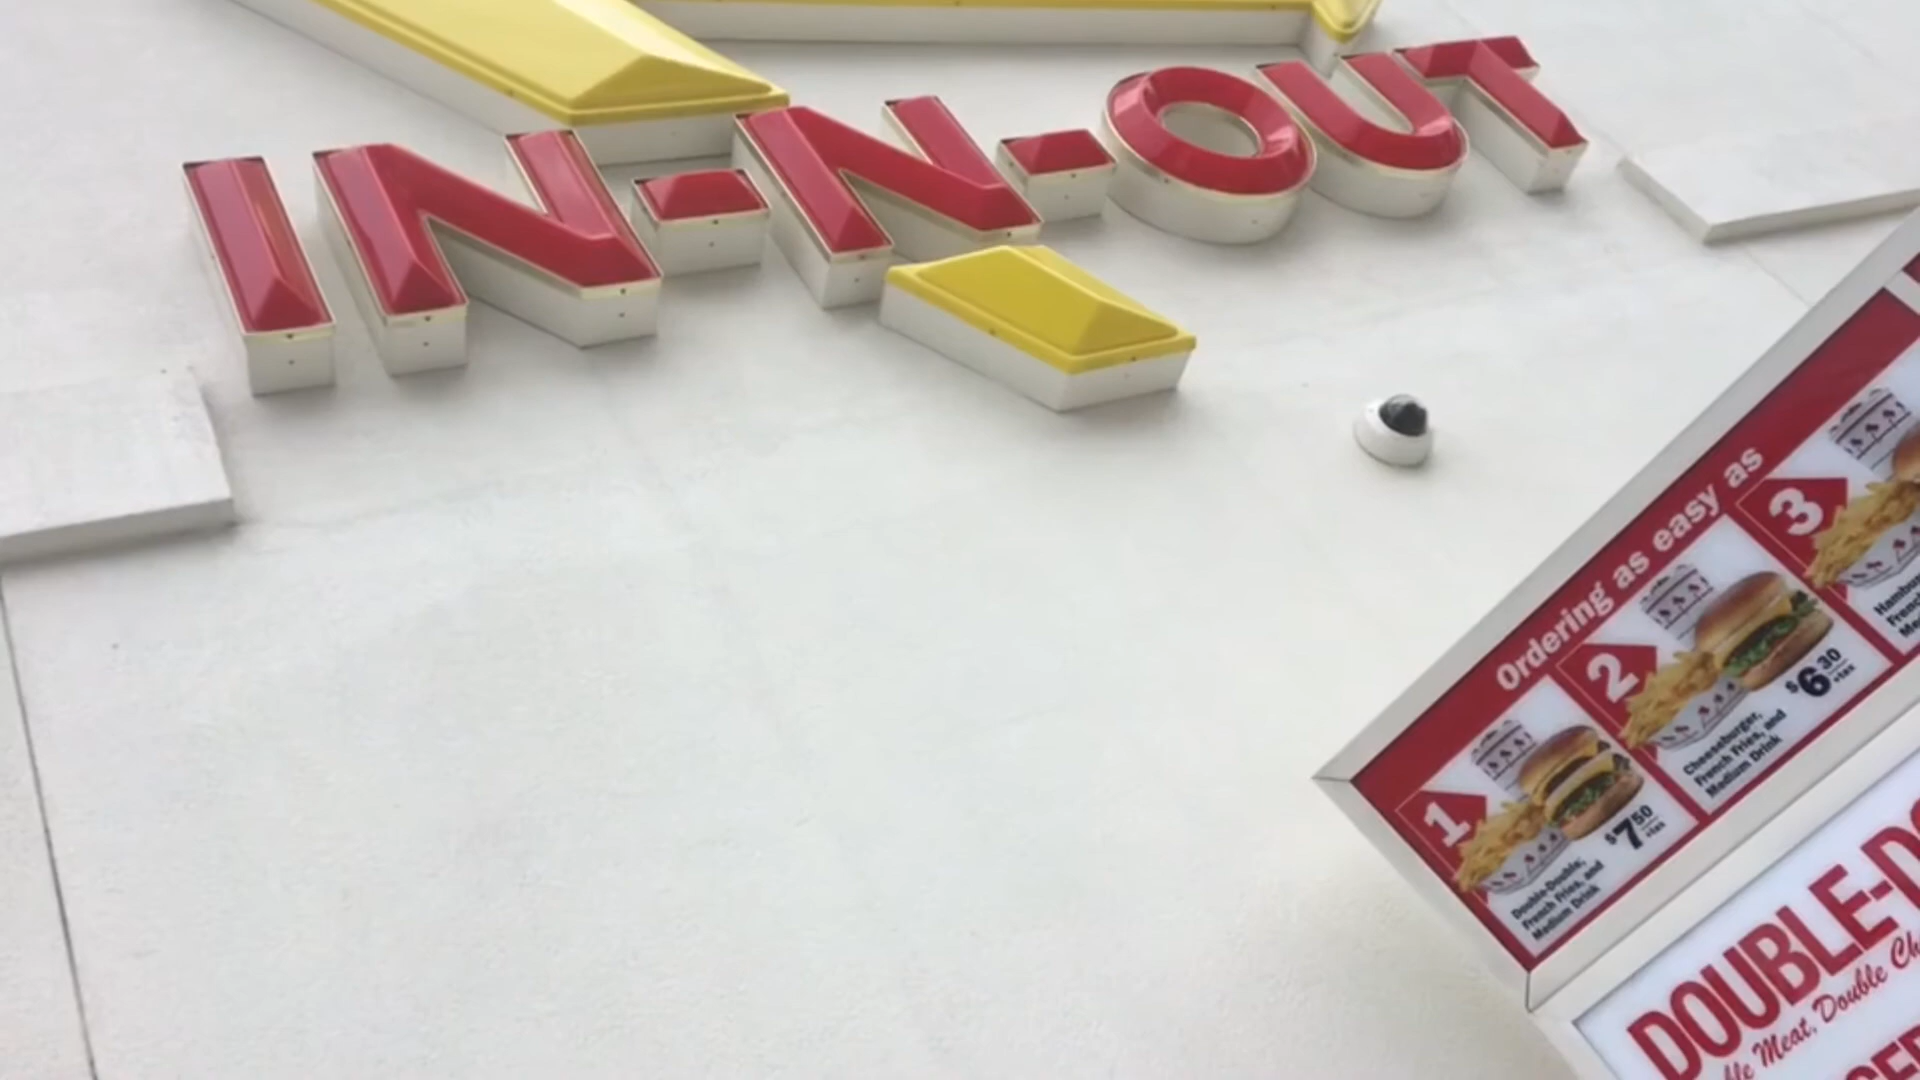 IN-N-OUT
Ordering as easy as
1
Double-Double,
French Fries, and
Medium Drink
$7 50
+tax
2
Cheeseburger,
French Fries, and
Medium Drink
$6 30
+tax
3
Meat, Double